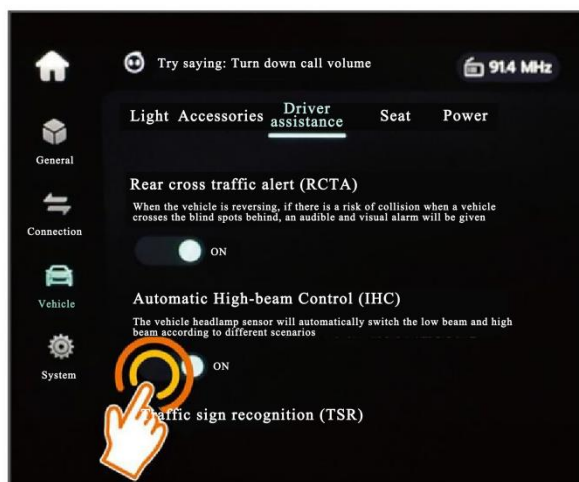 Try saying: Turn down call volume
91.4 MHz
Light Accessories Driver assistance Seat Power
General
Connection
Vehicle
System
Rear cross traffic alert (RCTA)
When the vehicle is reversing, if there is a risk of collision when a vehicle
crosses the blind spots behind, an audible and visual alarm will be given
ON
Automatic High-beam Control (IHC)
The vehicle headlamp sensor will automatically switch the low beam and high
beam according to different scenarios
ON
Traffic sign recognition (TSR)